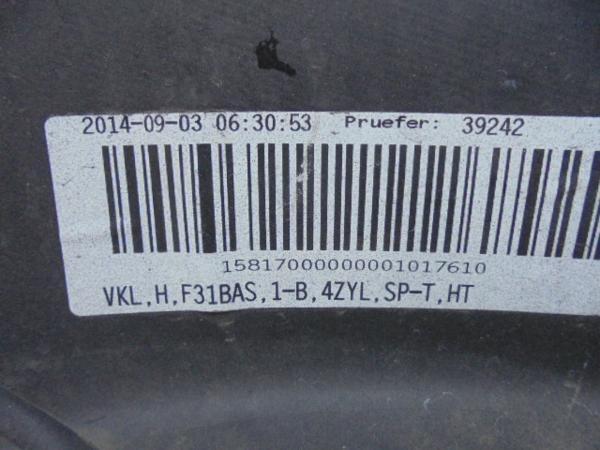 2014-09-03 06:30:53 Pruefer: 39242
15817000000001017610
VKL,H,F31BAS,1-B,4ZYL,SP-T,HT